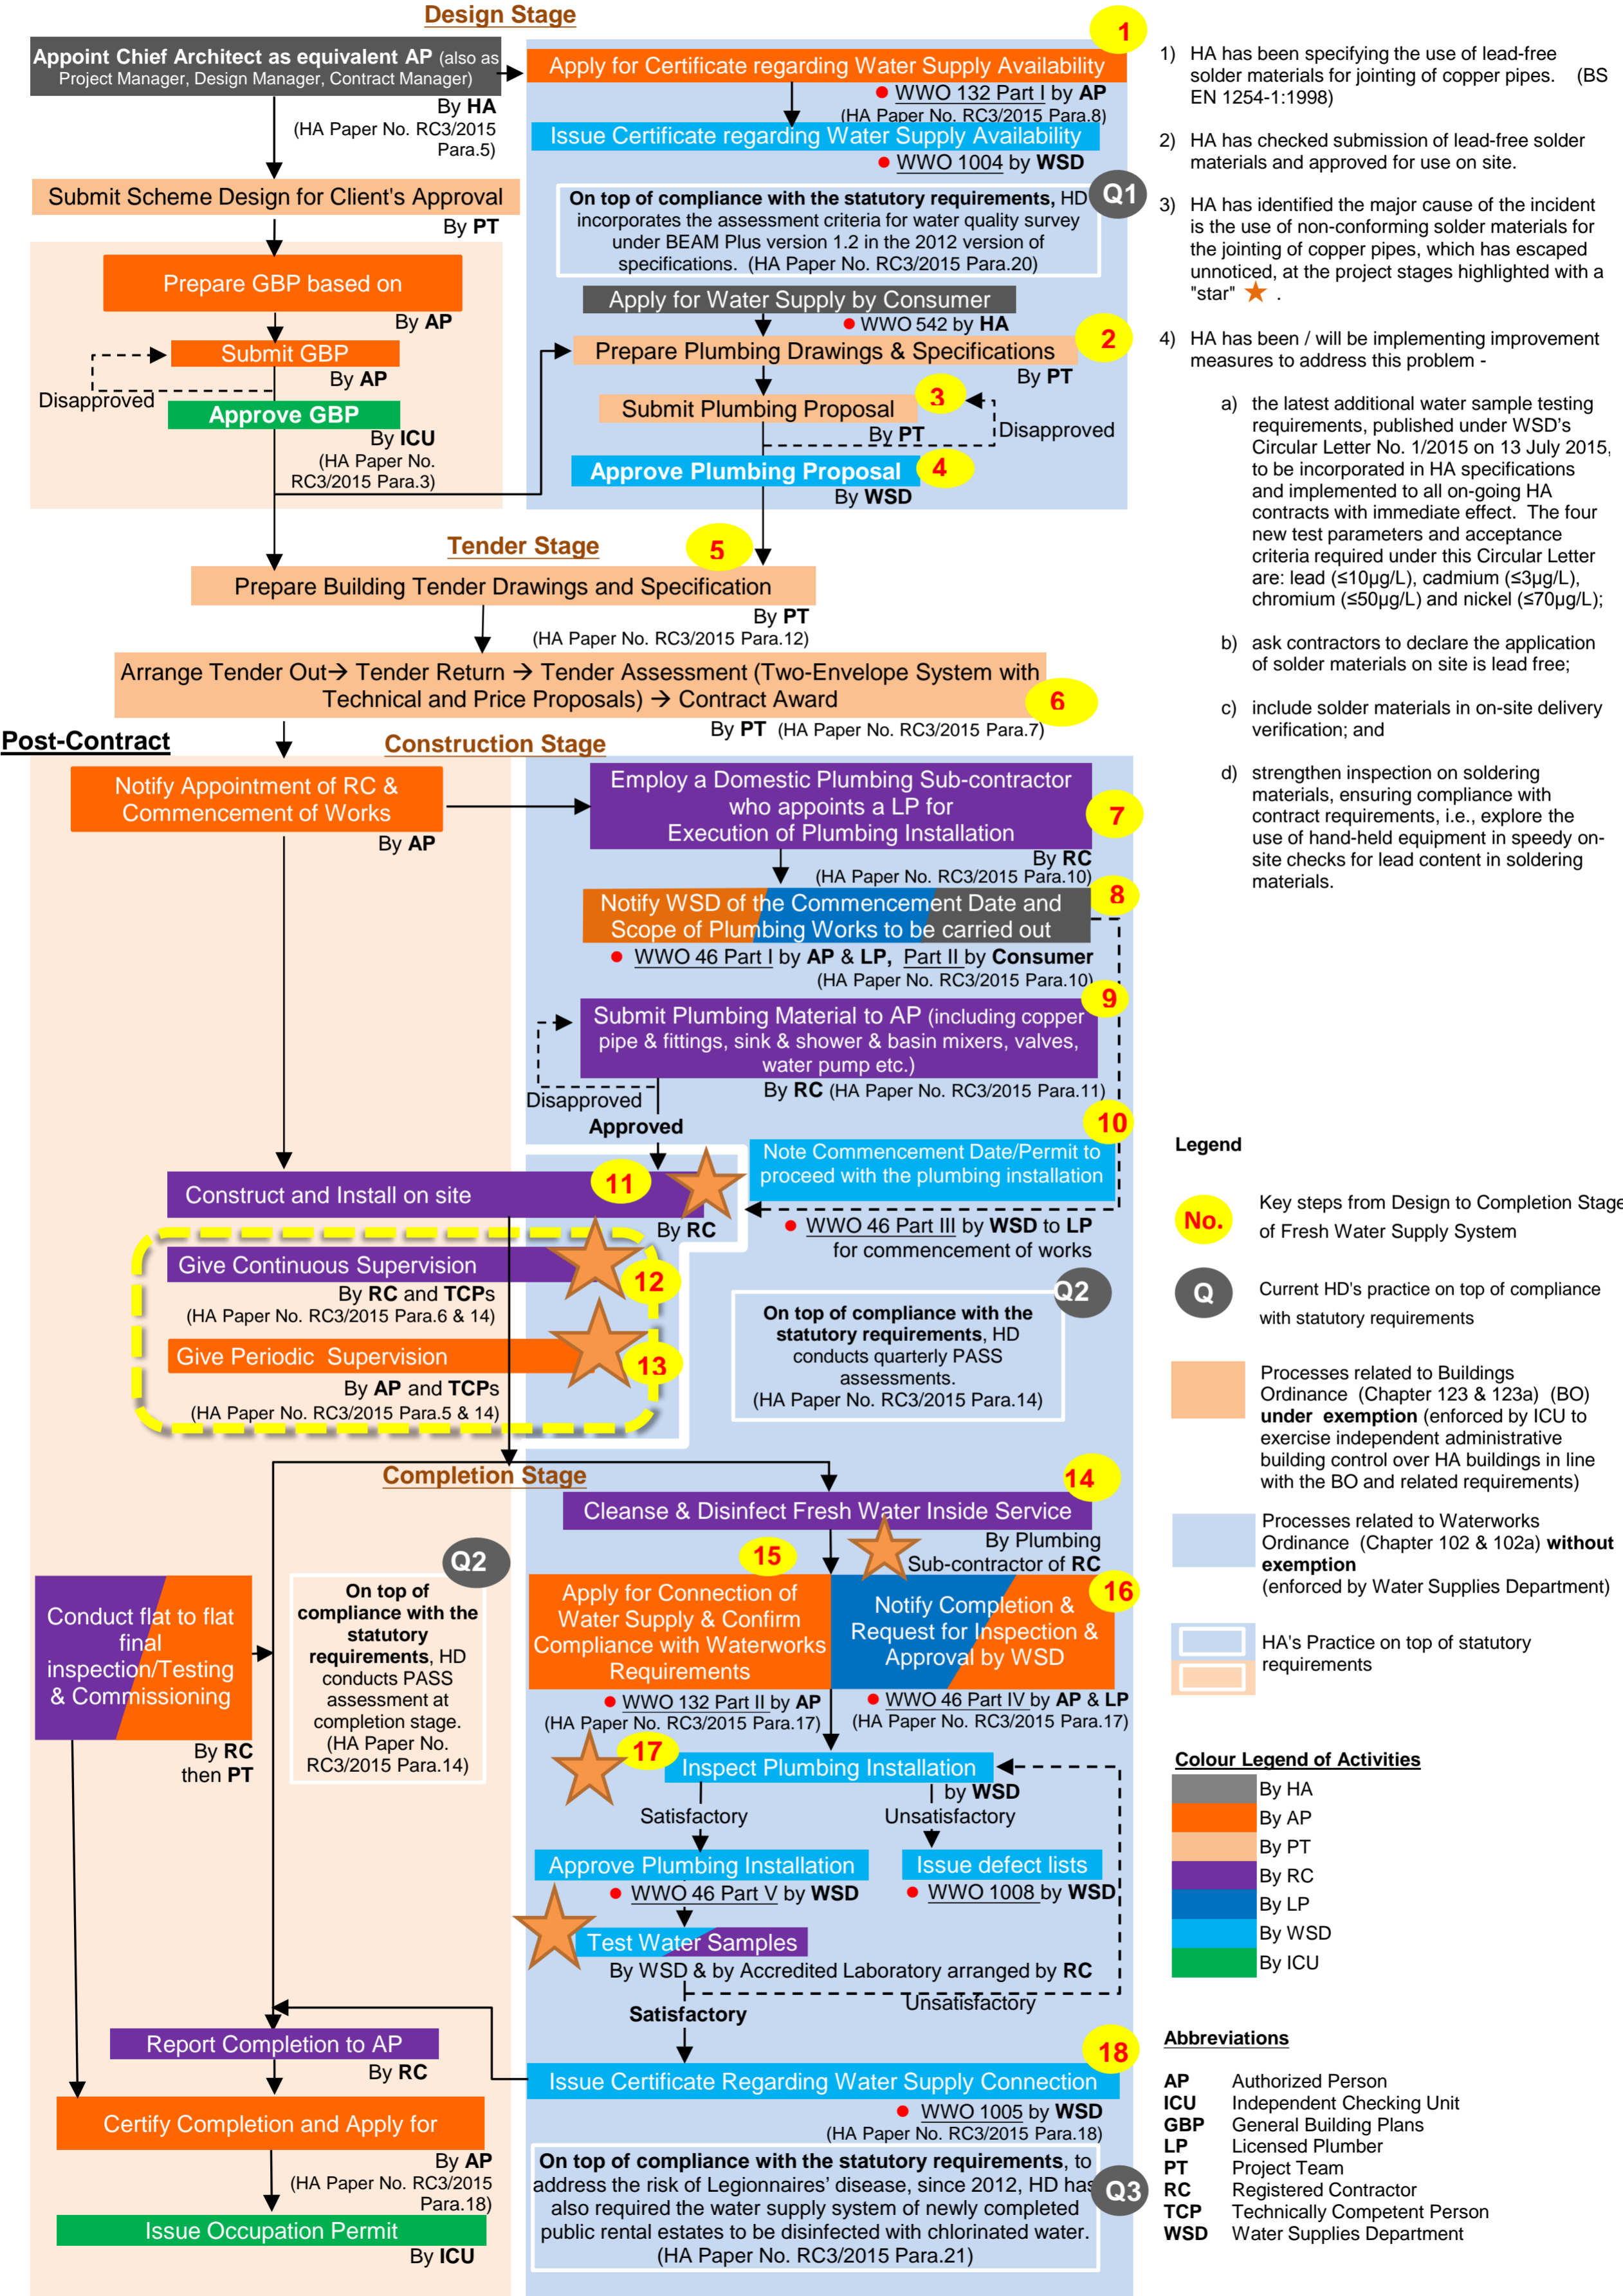 Design Stage
Appoint Chief Architect as equivalent AP (also as
Project Manager, Design Manager, Contract Manager)
By HA
(HA Paper No. RC3/2015
Para.5)
Submit Scheme Design for Client's Approval
By PT
Prepare GBP based on
By AP
Submit GBP
By AP
Disapproved
Approve GBP
By ICU
(HA Paper No.
RC3/2015 Para.3)
1
Apply for Certificate regarding Water Supply Availability
WWO 132 Part I by AP
(HA Paper No. RC3/2015 Para.8)
Issue Certificate regarding Water Supply Availability
WWO 1004 by WSD
Q1
On top of compliance with the statutory requirements, HD
incorporates the assessment criteria for water quality survey
under BEAM Plus version 1.2 in the 2012 version of
specifications. (HA Paper No. RC3/2015 Para.20)
Apply for Water Supply by Consumer
WWO 542 by HA
2
Prepare Plumbing Drawings & Specifications
By PT
3
Submit Plumbing Proposal
By PT
Disapproved
Approve Plumbing Proposal
4
By WSD
Tender Stage
5
Prepare Building Tender Drawings and Specification
By PT
(HA Paper No. RC3/2015 Para.12)
Arrange Tender Out→ Tender Return → Tender Assessment (Two-Envelope System with
Technical and Price Proposals) → Contract Award
6
By PT (HA Paper No. RC3/2015 Para.7)
Post-Contract
Construction Stage
Notify Appointment of RC &
Commencement of Works
By AP
Employ a Domestic Plumbing Sub-contractor
who appoints a LP for
Execution of Plumbing Installation
7
By RC
(HA Paper No. RC3/2015 Para.10)
8
Notify WSD of the Commencement Date and
Scope of Plumbing Works to be carried out
WWO 46 Part I by AP & LP, Part II by Consumer
(HA Paper No. RC3/2015 Para.10)
9
Submit Plumbing Material to AP (including copper
pipe & fittings, sink & shower & basin mixers, valves,
water pump etc.)
By RC (HA Paper No. RC3/2015 Para.11)
Disapproved
Approved
10
Note Commencement Date/Permit to
proceed with the plumbing installation
WWO 46 Part III by WSD to LP
for commencement of works
Construct and Install on site
11
By RC
Give Continuous Supervision
12
By RC and TCPs
(HA Paper No. RC3/2015 Para.6 & 14)
Give Periodic Supervision
13
By AP and TCPs
(HA Paper No. RC3/2015 Para.5 & 14)
Q2
On top of compliance with the
statutory requirements, HD
conducts quarterly PASS
assessments.
(HA Paper No. RC3/2015 Para.14)
Completion Stage
14
Cleanse & Disinfect Fresh Water Inside Service
By Plumbing
Sub-contractor of RC
Conduct flat to flat
final
inspection/Testing
& Commissioning
By RC
then PT
Q2
On top of
compliance with the
statutory
requirements, HD
conducts PASS
assessment at
completion stage.
(HA Paper No.
RC3/2015 Para.14)
15
Apply for Connection of
Water Supply & Confirm
Compliance with Waterworks
Requirements
WWO 132 Part II by AP
(HA Paper No. RC3/2015 Para.17)
16
Notify Completion &
Request for Inspection &
Approval by WSD
WWO 46 Part IV by AP & LP
(HA Paper No. RC3/2015 Para.17)
17
Inspect Plumbing Installation
by WSD
Satisfactory
Unsatisfactory
Approve Plumbing Installation
WWO 46 Part V by WSD
Issue defect lists
WWO 1008 by WSD
Test Water Samples
By WSD & by Accredited Laboratory arranged by RC
Unsatisfactory
Satisfactory
18
Issue Certificate Regarding Water Supply Connection
WWO 1005 by WSD
(HA Paper No. RC3/2015 Para.18)
Report Completion to AP
By RC
Certify Completion and Apply for
By AP
(HA Paper No. RC3/2015
Para.18)
Issue Occupation Permit
By ICU
Q3
On top of compliance with the statutory requirements, to
address the risk of Legionnaires' disease, since 2012, HD has
also required the water supply system of newly completed
public rental estates to be disinfected with chlorinated water.
(HA Paper No. RC3/2015 Para.21)
1) HA has been specifying the use of lead-free
solder materials for jointing of copper pipes. (BS
EN 1254-1:1998)
2) HA has checked submission of lead-free solder
materials and approved for use on site.
3) HA has identified the major cause of the incident
is the use of non-conforming solder materials for
the jointing of copper pipes, which has escaped
unnoticed, at the project stages highlighted with a
"star" .
4) HA has been / will be implementing improvement
measures to address this problem -
a) the latest additional water sample testing
requirements, published under WSD's
Circular Letter No. 1/2015 on 13 July 2015,
to be incorporated in HA specifications
and implemented to all on-going HA
contracts with immediate effect. The four
new test parameters and acceptance
criteria required under this Circular Letter
are: lead (≤10µg/L), cadmium (≤3µg/L),
chromium (≤50µg/L) and nickel (≤70µg/L);
b) ask contractors to declare the application
of solder materials on site is lead free;
c) include solder materials in on-site delivery
verification; and
d) strengthen inspection on soldering
materials, ensuring compliance with
contract requirements, i.e., explore the
use of hand-held equipment in speedy on-
site checks for lead content in soldering
materials.
Legend
No.
Key steps from Design to Completion Stage
of Fresh Water Supply System
Q
Current HD's practice on top of compliance
with statutory requirements
Processes related to Buildings
Ordinance (Chapter 123 & 123a) (BO)
under exemption (enforced by ICU to
exercise independent administrative
building control over HA buildings in line
with the BO and related requirements)
Processes related to Waterworks
Ordinance (Chapter 102 & 102a) without
exemption
(enforced by Water Supplies Department)
HA's Practice on top of statutory
requirements
Colour Legend of Activities
By HA
By AP
By PT
By RC
By LP
By WSD
By ICU
Abbreviations
AP Authorized Person
ICU Independent Checking Unit
GBP General Building Plans
LP Licensed Plumber
PT Project Team
RC Registered Contractor
TCP Technically Competent Person
WSD Water Supplies Department